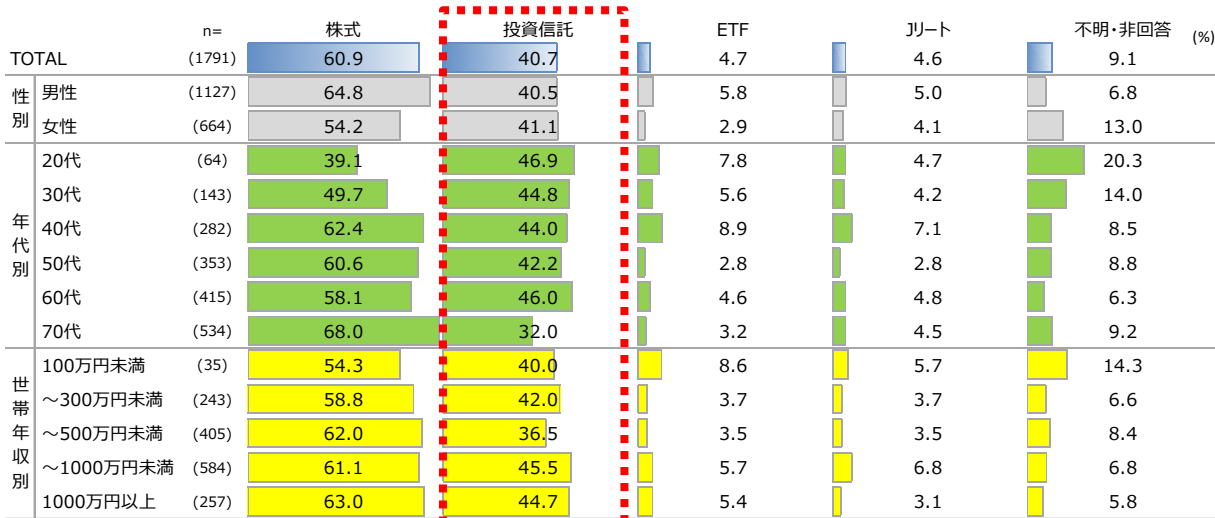 n= 株式 投資信託 ETF Jリート 不明・非回答 (%)
TOTAL (1791) 60.9 40.7 4.7 4.6 9.1
性別
男性 (1127) 64.8 40.5 5.8 5.0 6.8
女性 (664) 54.2 41.1 2.9 4.1 13.0
年代別
20代 (64) 39.1 46.9 7.8 4.7 20.3
30代 (143) 49.7 44.8 5.6 4.2 14.0
40代 (282) 62.4 44.0 8.9 7.1 8.5
50代 (353) 60.6 42.2 2.8 2.8 8.8
60代 (415) 58.1 46.0 4.6 4.8 6.3
70代 (534) 68.0 32.0 3.2 4.5 9.2
世帯年収別
100万円未満 (35) 54.3 40.0 8.6 5.7 14.3
～300万円未満 (243) 58.8 42.0 3.7 3.7 6.6
～500万円未満 (405) 62.0 36.5 3.5 3.5 8.4
～1000万円未満 (584) 61.1 45.5 5.7 6.8 6.8
1000万円以上 (257) 63.0 44.7 5.4 3.1 5.8